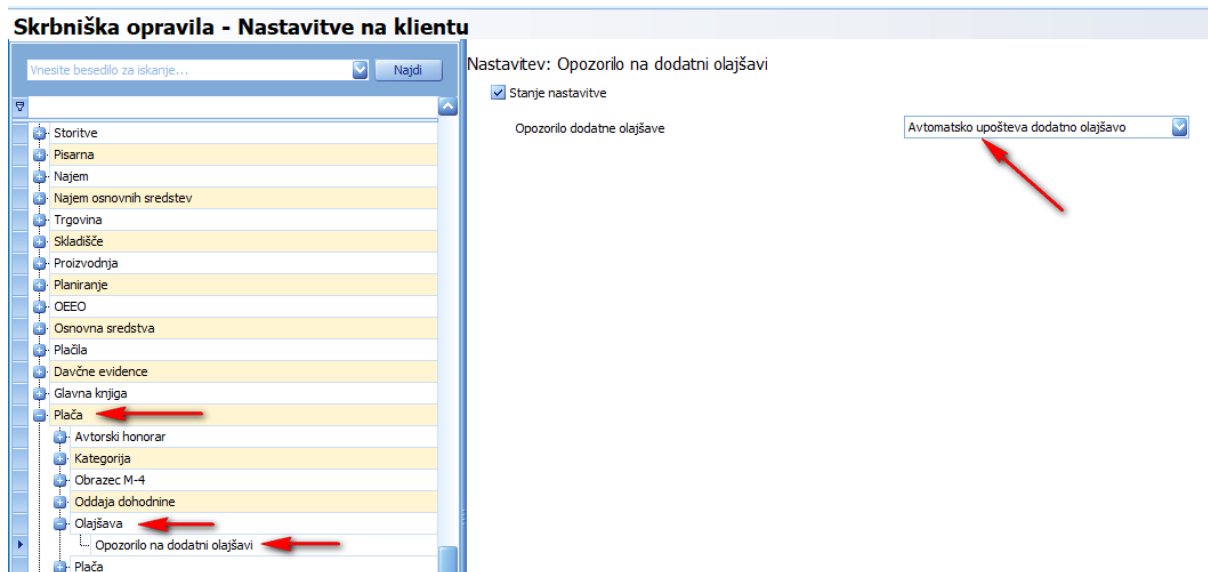 Skrbniška opravila - Nastavitve na klientu
Vnesite besedilo za iskanje...
Najdi
Storitve
Pisarna
Najem
Najem osnovnih sredstev
Trgovina
Skladišče
Proizvodnja
Planiranje
OEEO
Osnovna sredstva
Plačila
Davčne evidence
Glavna knjiga
Plača
Avtorski honorar
Kategorija
Obrazec M-4
Oddaja dohodnine
Olajšava
Opozorilo na dodatni olajšavi
Plača
Nastavitev: Opozorilo na dodatni olajšavi
Stanje nastavitve
Opozorilo dodatne olajšave
Avtomatsko upošteva dodatno olajšavo